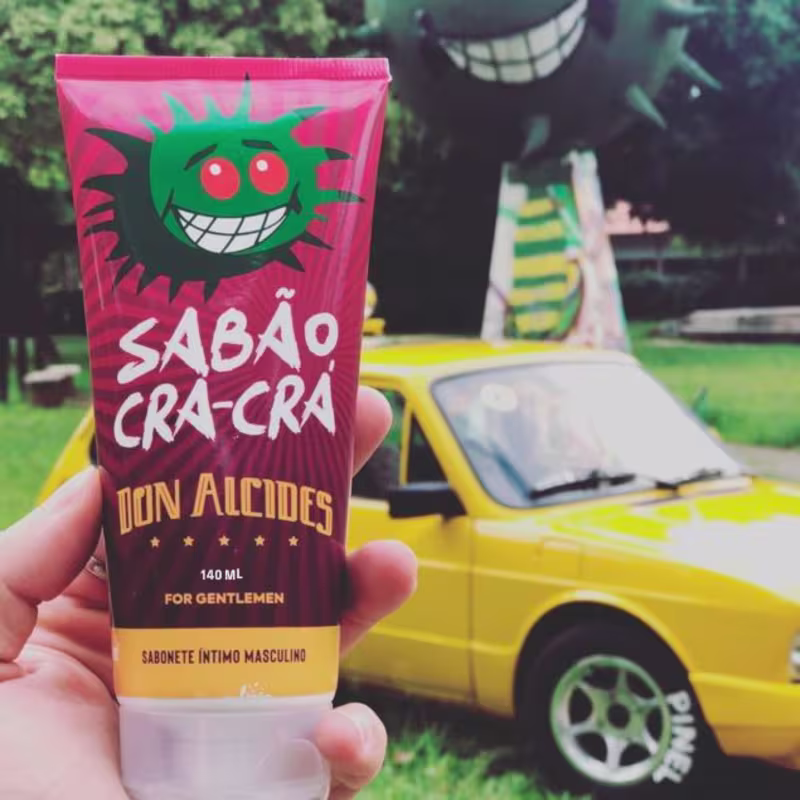 SABÃO
CRÁ-CRÁ
DON ALCIDES
140 ML
FOR GENTLEMEN
SABONETE ÍNTIMO MASCULINO
PINEL